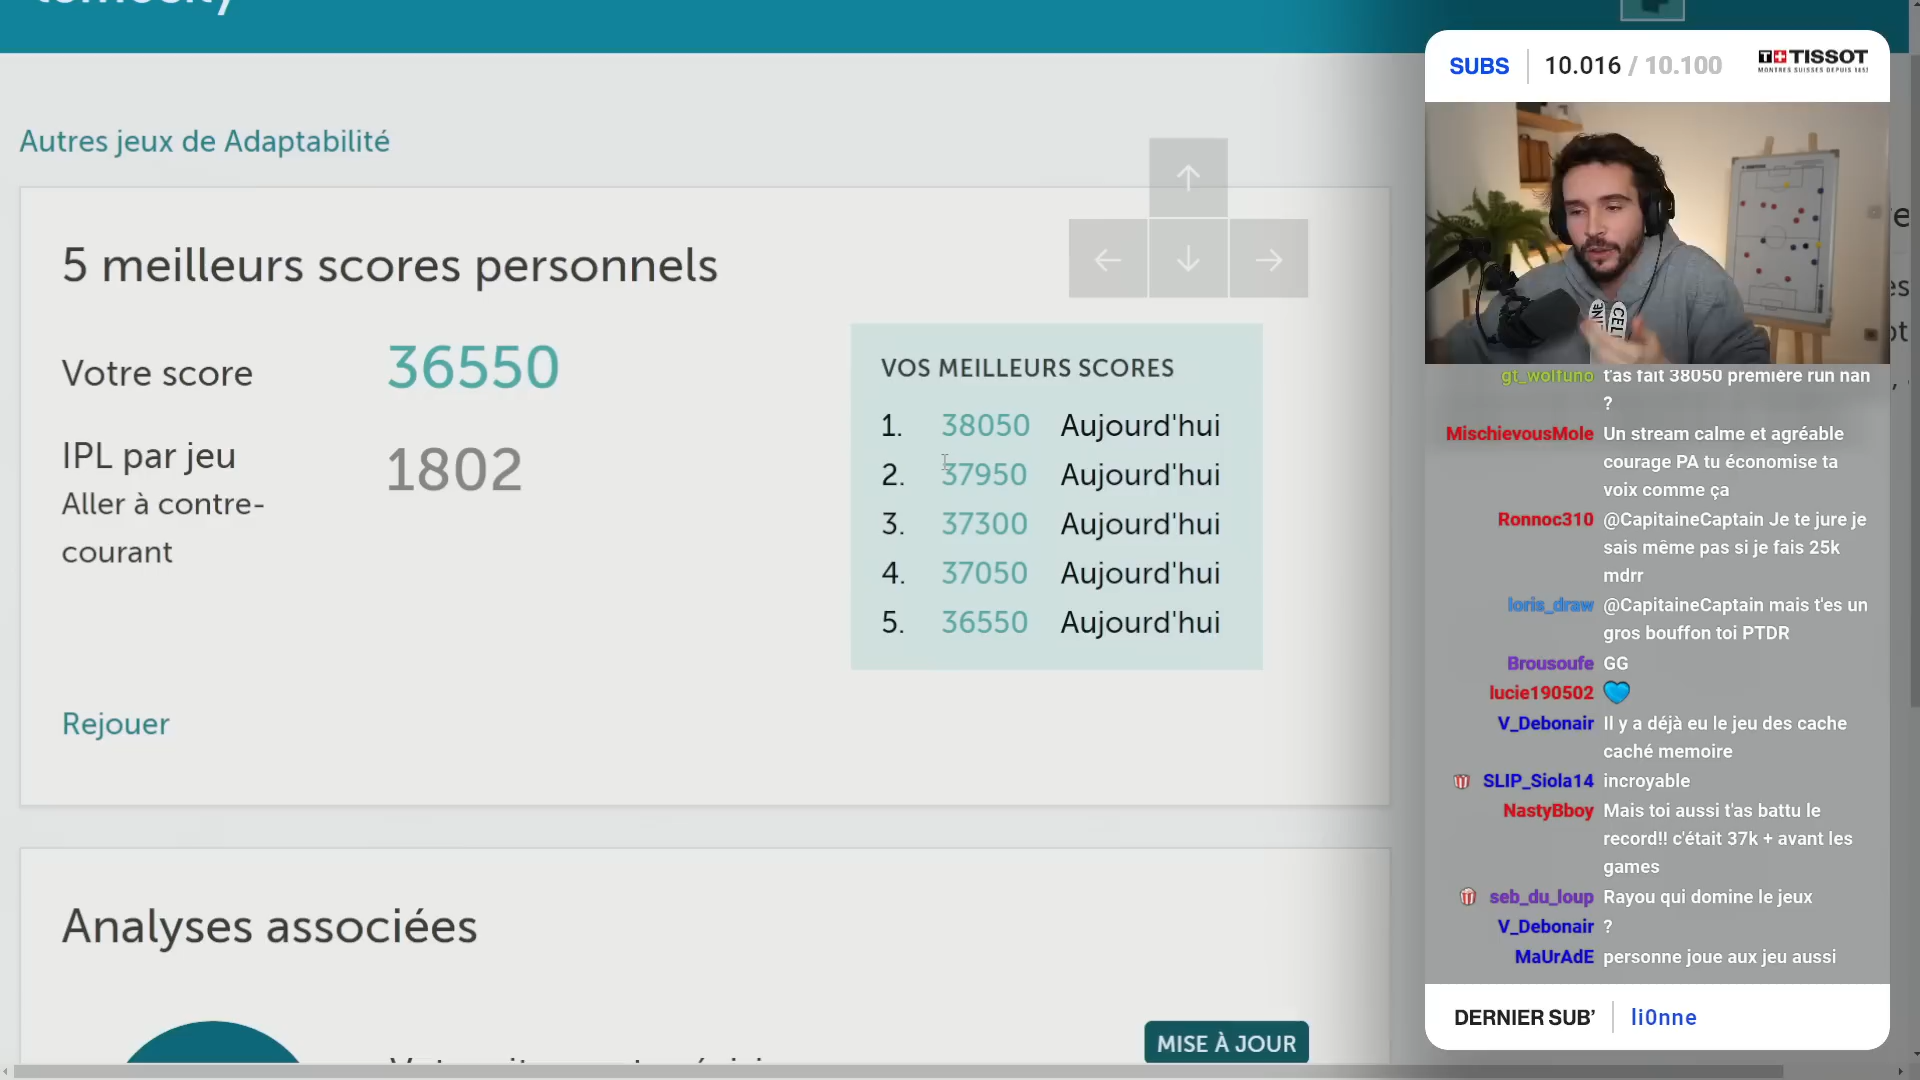 Autres jeux de Adaptabilité
5 meilleurs scores personnels
Votre score 36550
IPL par jeu 1802
Aller à contre-
courant
VOS MEILLEURS SCORES
1. 38050 Aujourd'hui
2. 37950 Aujourd'hui
3. 37300 Aujourd'hui
4. 37050 Aujourd'hui
5. 36550 Aujourd'hui
Rejouer
Analyses associées
MISE À JOUR
SUBS 10.016 / 10.100 TISSOT
MONTRES SUISSES DEPUIS 1853
gt_wolfuno t'as fait 38050 première run nan
?
MischievousMole Un stream calme et agréable
courage PA tu économise ta
voix comme ça
Ronnoc310 @CapitaineCaptain Je te jure je
sais même pas si je fais 25k
mdrr
loris_draw @CapitaineCaptain mais t'es un
gros bouffon toi PTDR
Brousoufe GG
lucie190502
V_Debonair Il y a déjà eu le jeu des cache
caché memoire
SLIP_Siola14 incroyable
NastyBboy Mais toi aussi t'as battu le
record!! c'était 37k + avant les
games
seb_du_loup Rayou qui domine le jeux
V_Debonair ?
MaUrAdE personne joue aux jeu aussi
DERNIER SUB' li0nne